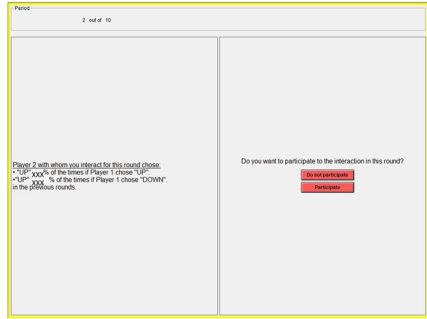 Period
2 out of 10
Player 2 with whom you interact for this round chose:
• "UP" XXX% of the times if Player 1 chose "UP".
•"UP" XXX % of the times if Player 1 chose "DOWN".
in the previous rounds.
Do you want to participate to the interaction in this round?
Do not participate
Participate